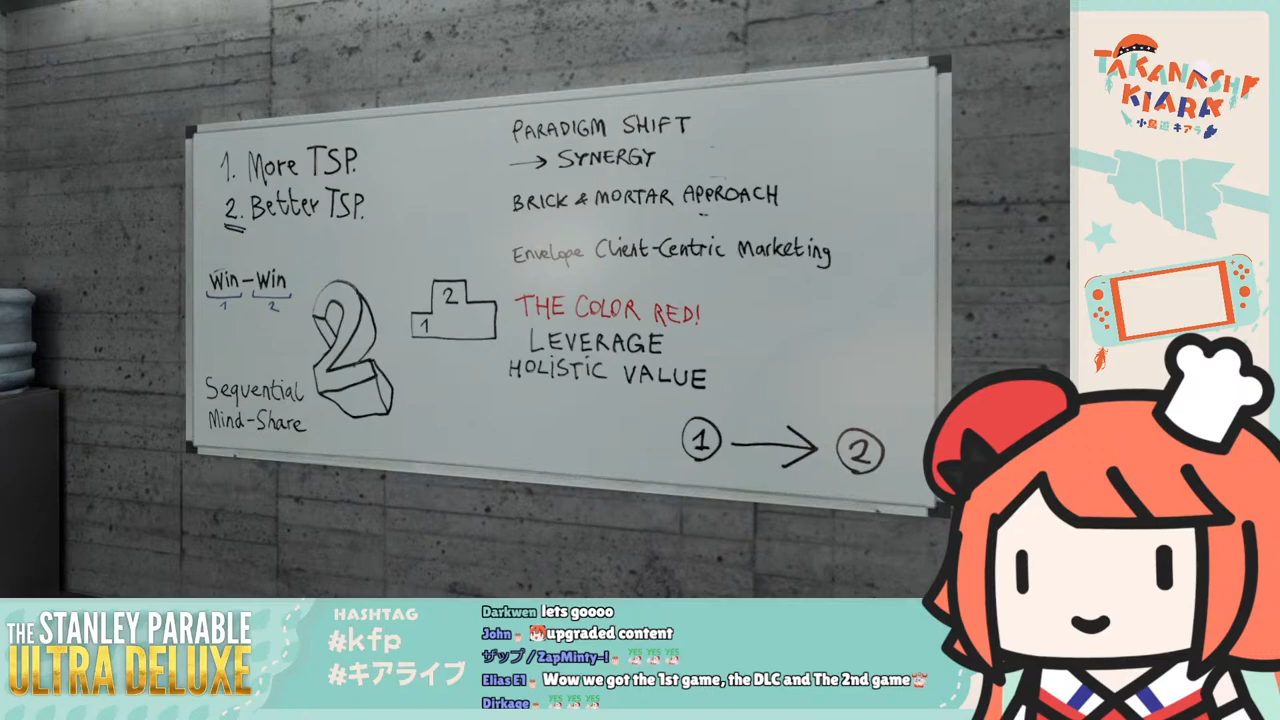 1. More TSP.
2. Better TSP.
Win-Win
1 2
2
Sequential
Mind-Share
2
1
PARADIGM SHIFT
→ SYNERGY
BRICK & MORTAR APPROACH
Envelope Client-Centric Marketing
THE COLOR RED!
LEVERAGE
HOLISTIC VALUE
1 → 2
TAKANASHI
KIARA
小鳥遊キアラ
THE STANLEY PARABLE
ULTRA DELUXE
HASHTAG
#kfp
#キアライブ
Darkwen lets goooo
John upgraded content
ザップ / ZapMinty-! YES YES YES
Elias E1 Wow we got the 1st game, the DLC and The 2nd game
Dirkage YES YES YES